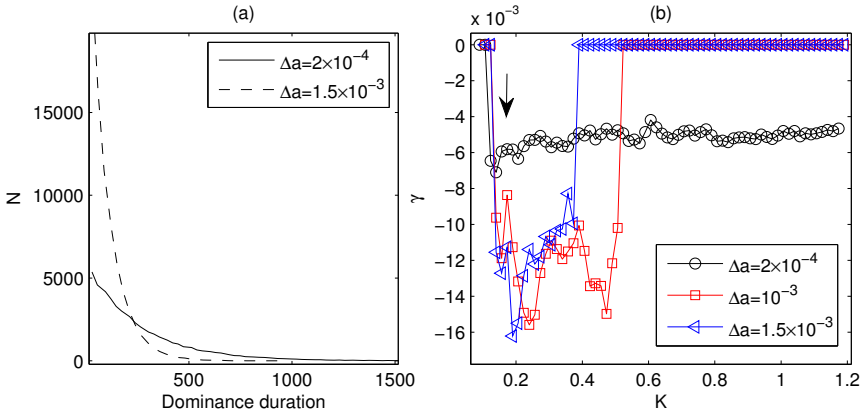 (a)
Δa=2×10⁻⁴
Δa=1.5×10⁻³
N
15000
10000
5000
0
500
1000
1500
Dominance duration
(b)
× 10⁻³
Δa=2×10⁻⁴
Δa=10⁻³
Δa=1.5×10⁻³
γ
0
−2
−4
−6
−8
−10
−12
−14
−16
0.2
0.4
0.6
0.8
1
1.2
K